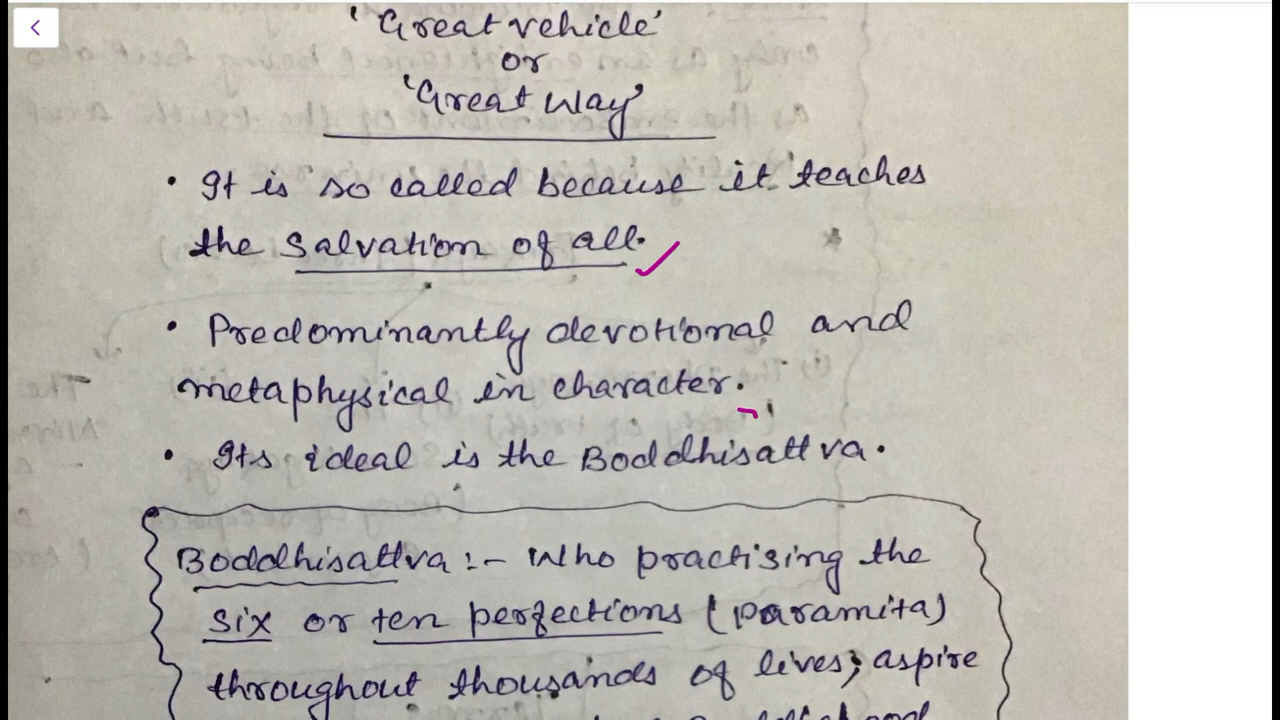 'Great vehicle'
or
'Great Way'
• It is so called because it teaches
the salvation of all.
• Predominantly devotional and
metaphysical in character.
• Its ideal is the Boddhisattva.
Boddhisattva :- Who practising the
six or ten perfections (Paramita)
throughout thousands of lives, aspire